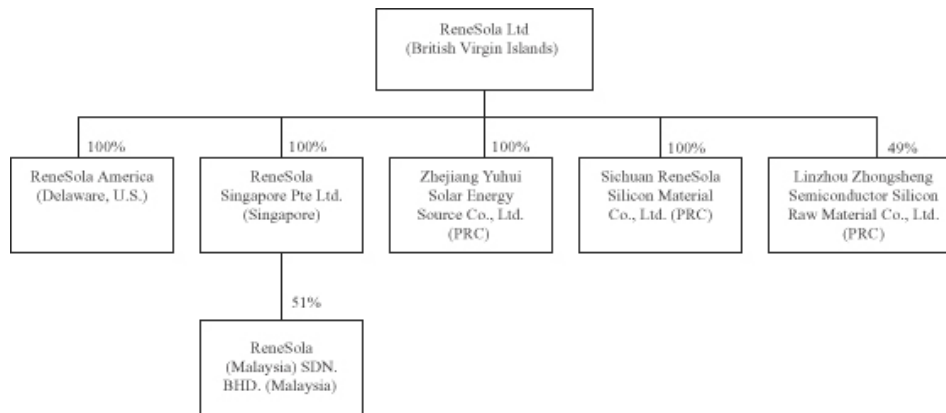 ReneSola Ltd
(British Virgin Islands)
100%
100%
100%
100%
49%
ReneSola America
(Delaware, U.S.)
ReneSola
Singapore Pte Ltd.
(Singapore)
Zhejiang Yuhui
Solar Energy
Source Co., Ltd.
(PRC)
Sichuan ReneSola
Silicon Material
Co., Ltd. (PRC)
Linzhou Zhongsheng
Semiconductor Silicon
Raw Material Co., Ltd.
(PRC)
51%
ReneSola
(Malaysia) SDN.
BHD. (Malaysia)